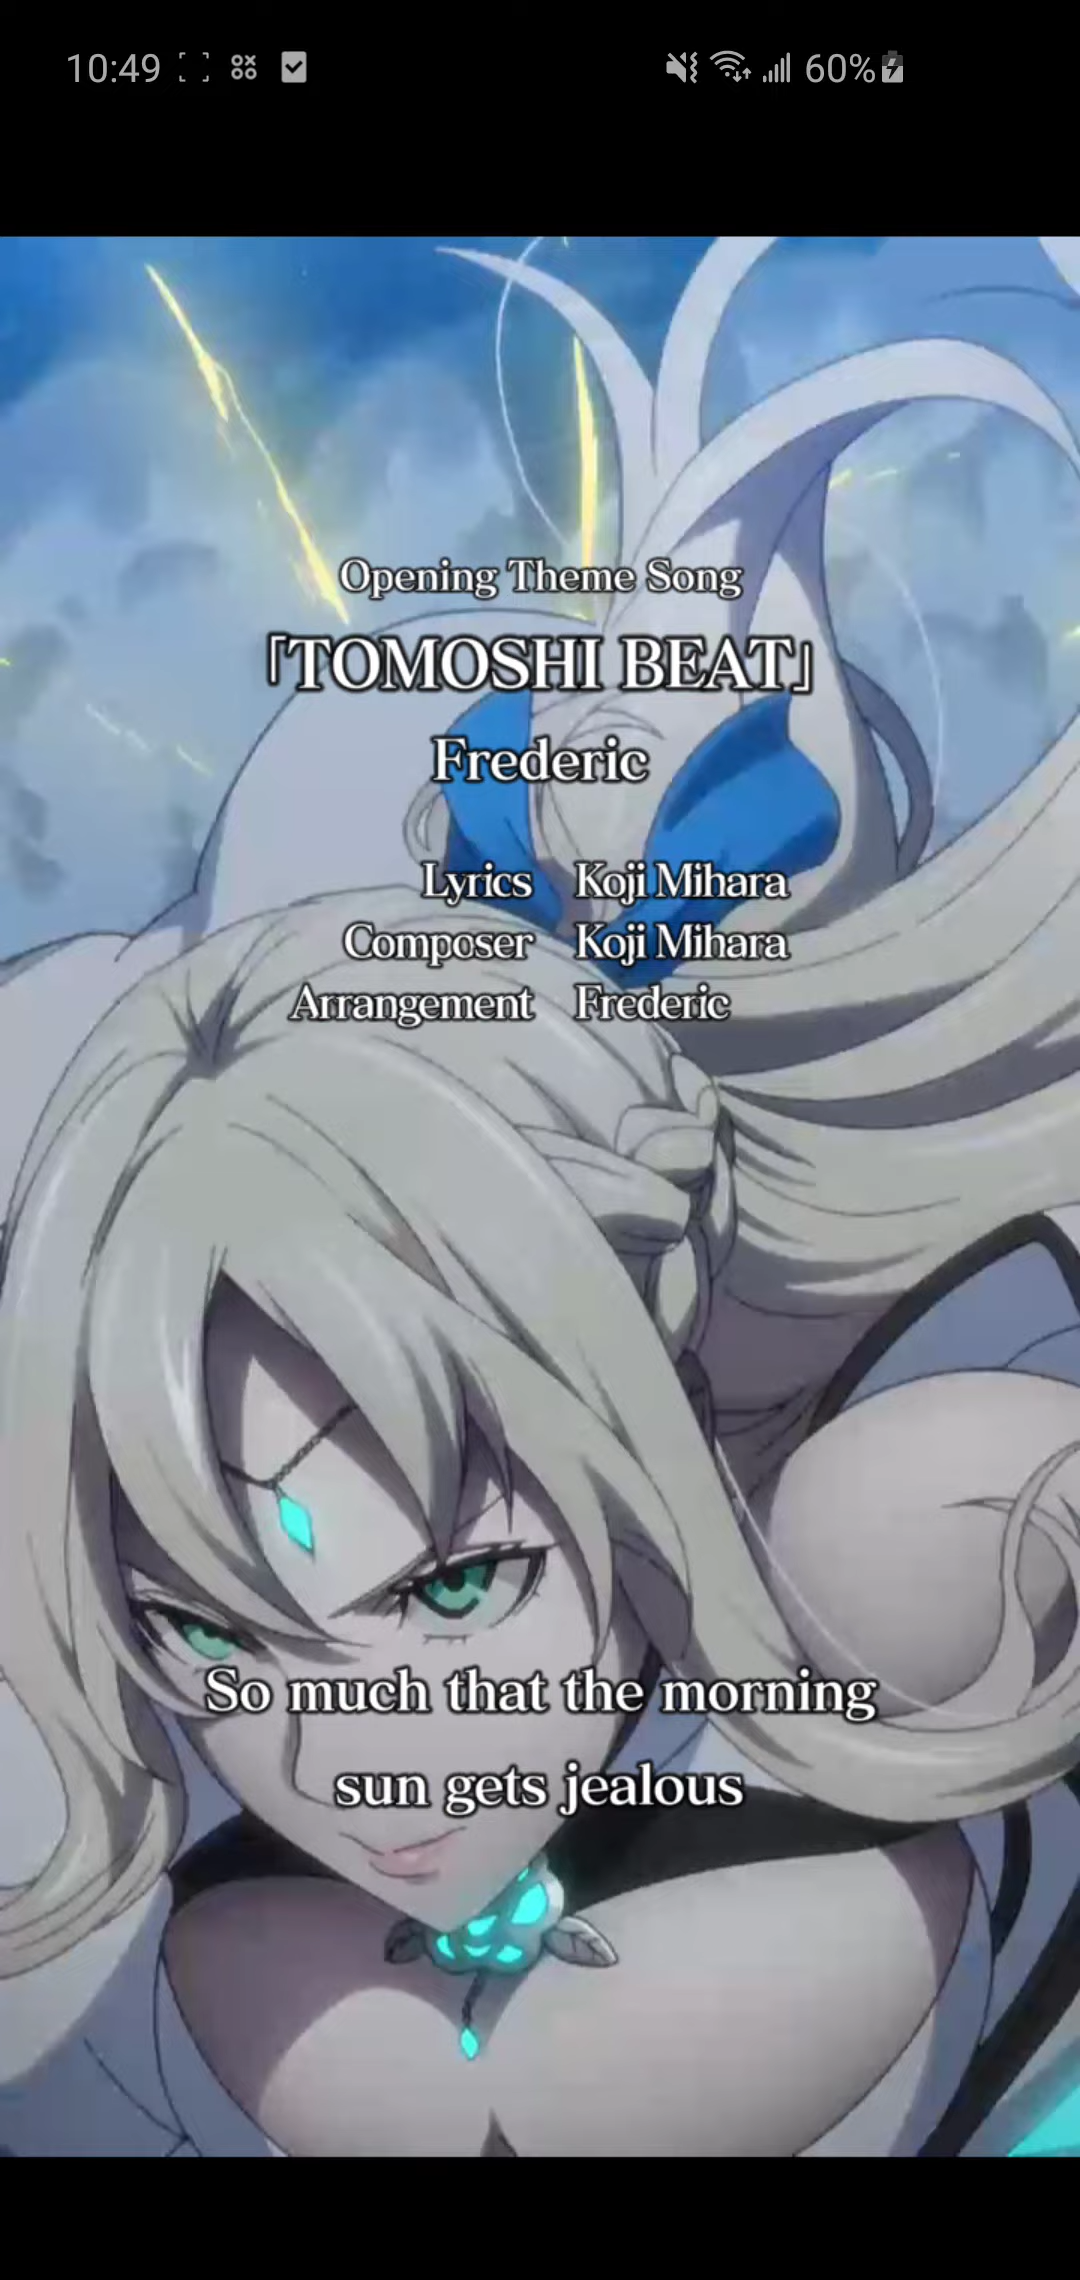 10:49 60%
Opening Theme Song
「TOMOSHI BEAT」
Frederic
Lyrics Koji Mihara
Composer Koji Mihara
Arrangement Frederic
So much that the morning
sun gets jealous